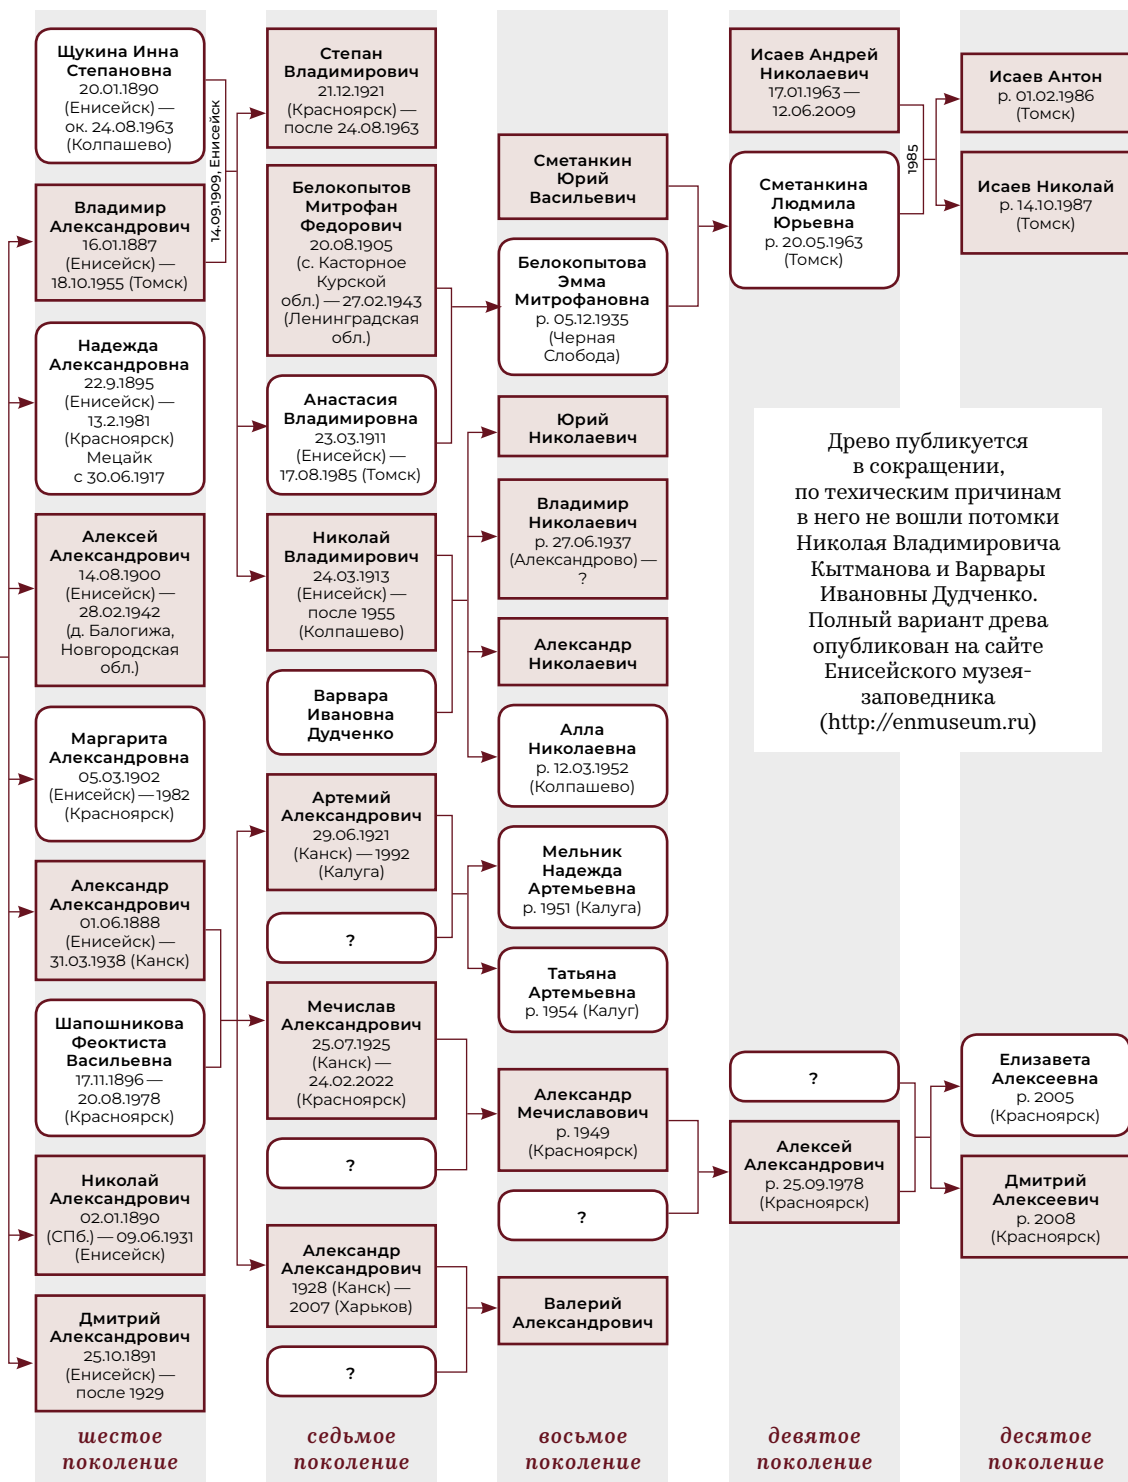 Щукина Инна
Степановна
20.01.1890
(Енисейск) —
ок. 24.08.1963
(Колпашево)
14.09.1909, Енисейск
Владимир
Александрович
16.01.1887
(Енисейск) —
18.10.1955 (Томск)
Надежда
Александровна
22.9.1895
(Енисейск) —
13.2.1981
(Красноярск)
Мецайк
с 30.06.1917
Алексей
Александрович
14.08.1900
(Енисейск) —
28.02.1942
(д. Балогижа,
Новгородская
обл.)
Маргарита
Александровна
05.03.1902
(Енисейск) — 1982
(Красноярск)
Александр
Александрович
01.06.1888
(Енисейск) —
31.03.1938 (Канск)
Шапошникова
Феоктиста
Васильевна
17.11.1896 —
20.08.1978
(Красноярск)
Николай
Александрович
02.01.1890
(СПб.) — 09.06.1931
(Енисейск)
Дмитрий
Александрович
25.10.1891
(Енисейск) —
после 1929
шестое
поколение
Степан
Владимирович
21.12.1921
(Красноярск) —
после 24.08.1963
Белокопытов
Митрофан
Федорович
20.08.1905
(с. Касторное
Курской
обл.) — 27.02.1943
(Ленинградская
обл.)
Анастасия
Владимировна
23.03.1911
(Енисейск) —
17.08.1985 (Томск)
Николай
Владимирович
24.03.1913
(Енисейск) —
после 1955
(Колпашево)
Варвара
Ивановна
Дудченко
Артемий
Александрович
29.06.1921
(Канск) — 1992
(Калуга)
?
Мечислав
Александрович
25.07.1925
(Канск) —
24.02.2022
(Красноярск)
?
Александр
Александрович
1928 (Канск) —
2007 (Харьков)
?
седьмое
поколение
Сметанкин
Юрий
Васильевич
Белокопытова
Эмма
Митрофановна
р. 05.12.1935
(Черная
Слобода)
Юрий
Николаевич
Владимир
Николаевич
р. 27.06.1937
(Александрово) —
?
Александр
Николаевич
Алла
Николаевна
р. 12.03.1952
(Колпашево)
Мельник
Надежда
Артемьевна
р. 1951 (Калуга)
Татьяна
Артемьевна
р. 1954 (Калуг)
Александр
Мечиславович
р. 1949
(Красноярск)
?
Валерий
Александрович
восьмое
поколение
Исаев Андрей
Николаевич
17.01.1963 —
12.06.2009
1985
Сметанкина
Людмила
Юрьевна
р. 20.05.1963
(Томск)
Древо публикуется
в сокращении,
по техическим причинам
в него не вошли потомки
Николая Владимировича
Кытманова и Варвары
Ивановны Дудченко.
Полный вариант древа
опубликован на сайте
Енисейского музея-
заповедника
(http://enmuseum.ru)
?
Алексей
Александрович
р. 25.09.1978
(Красноярск)
девятое
поколение
Исаев Антон
р. 01.02.1986
(Томск)
Исаев Николай
р. 14.10.1987
(Томск)
Елизавета
Алексеевна
р. 2005
(Красноярск)
Дмитрий
Алексеевич
р. 2008
(Красноярск)
десятое
поколение